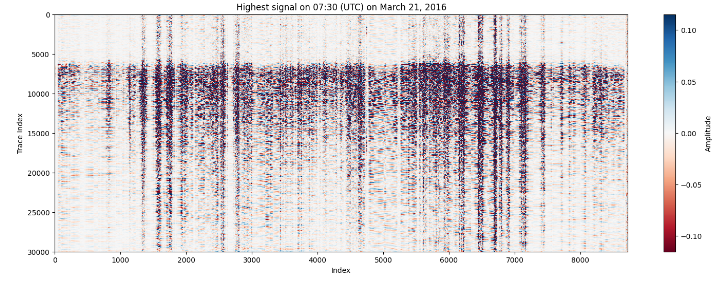 Highest signal on 07:30 (UTC) on March 21, 2016
0
5000
10000
15000
20000
25000
30000
Trace Index
0 1000 2000 3000 4000 5000 6000 7000 8000
Index
0.10
0.05
0.00
−0.05
−0.10
Amplitude